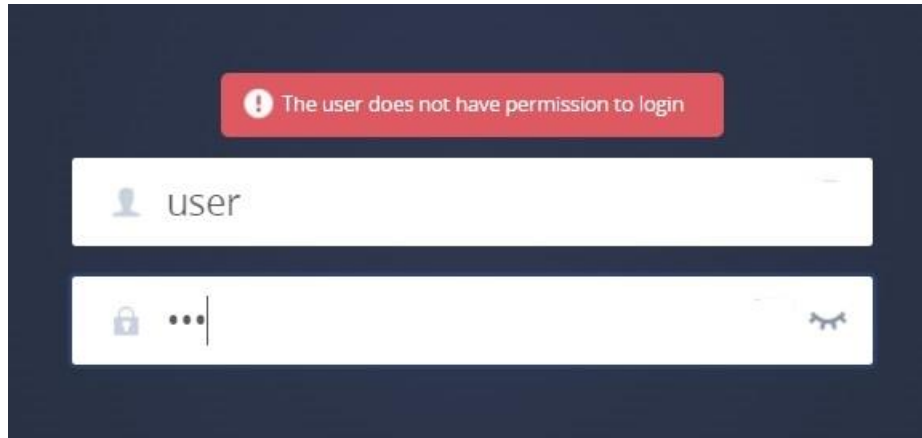 The user does not have permission to login
user
•••